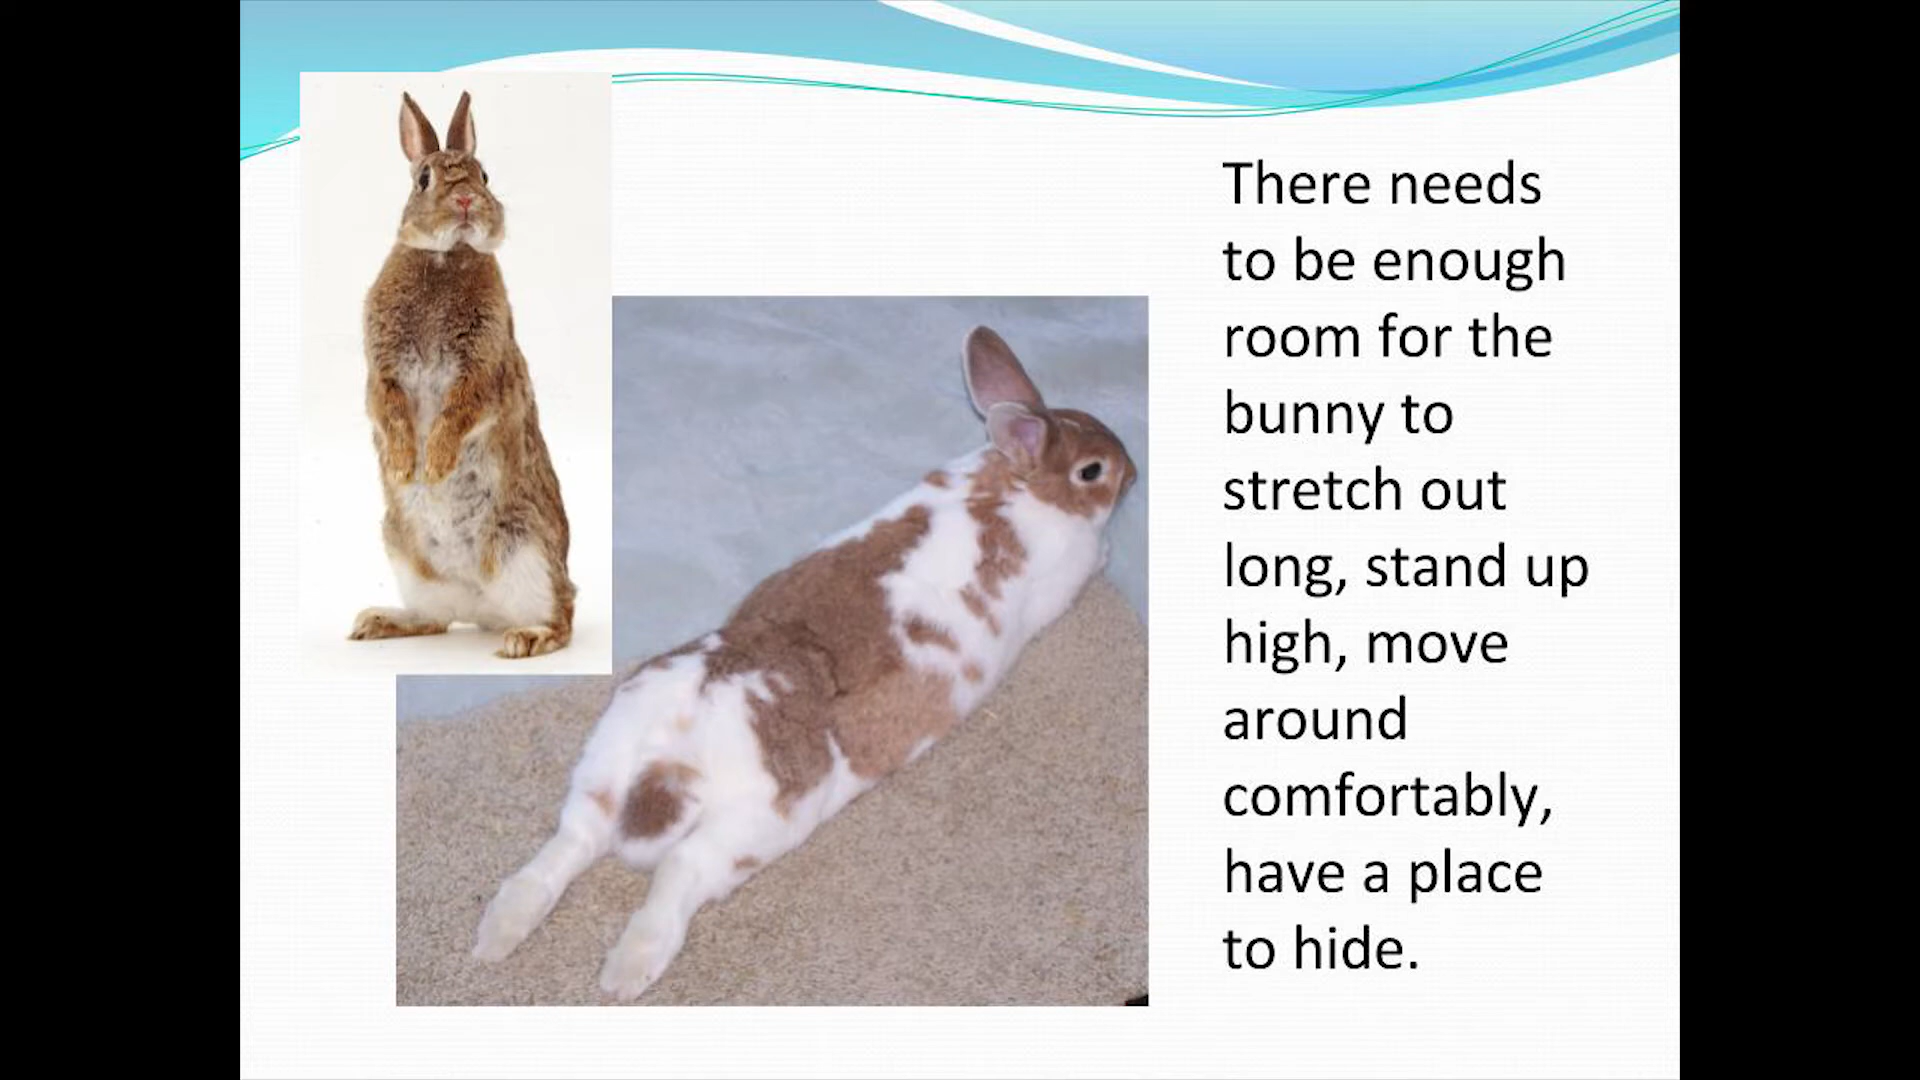 There needs
to be enough
room for the
bunny to
stretch out
long, stand up
high, move
around
comfortably,
have a place
to hide.